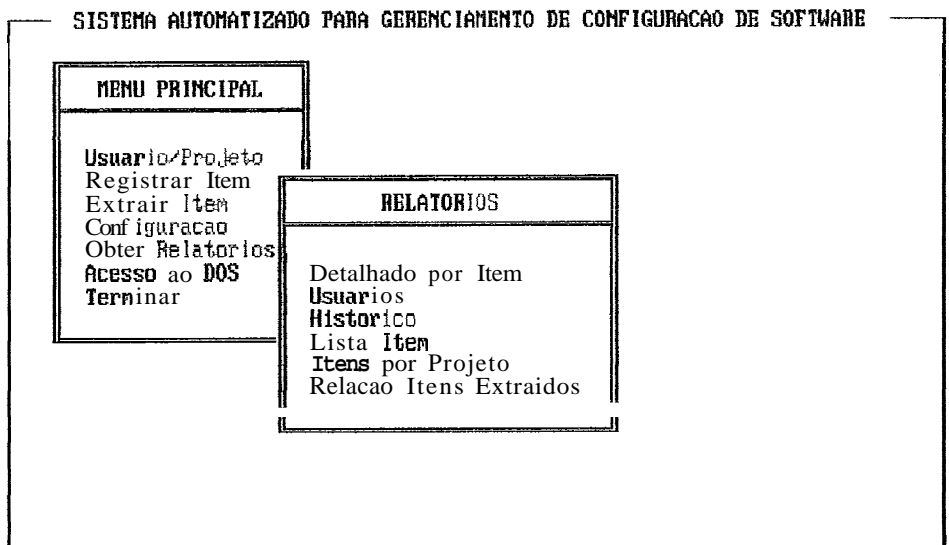 SISTEMA AUTOMATIZADO PARA GERENCIAMENTO DE CONFIGURACAO DE SOFTWARE
MENU PRINCIPAL
Usuario/Projeto
Registrar Item
Extrair Item
Configuracao
Obter Relatorios
Acesso ao DOS
Terminar
RELATORIOS
Detalhado por Item
Usuarios
Historico
Lista Item
Itens por Projeto
Relacao Itens Extraidos